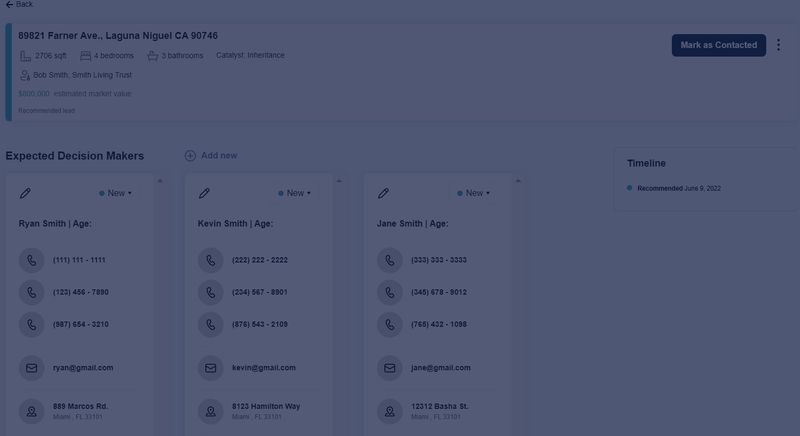 Back
89821 Farner Ave., Laguna Niguel CA 90746
2706 sqft 4 bedrooms 3 bathrooms Catalyst: Inheritance
Mark as Contacted
Bob Smith, Smith Living Trust
$800,000 estimated market value
Recommended lead
Expected Decision Makers
Add new
New
Ryan Smith | Age:
(111) 111 - 1111
(123) 456 - 7890
(987) 654 - 3210
ryan@gmail.com
889 Marcos Rd.
Miami , FL 33101
New
Kevin Smith | Age:
(222) 222 - 2222
(234) 567 - 8901
(876) 543 - 2109
kevin@gmail.com
8123 Hamilton Way
Miami , FL 33101
New
Jane Smith | Age:
(333) 333 - 3333
(345) 678 - 9012
(765) 432 - 1098
jane@gmail.com
12312 Basha St.
Miami , FL 33101
Timeline
Recommended June 9, 2022